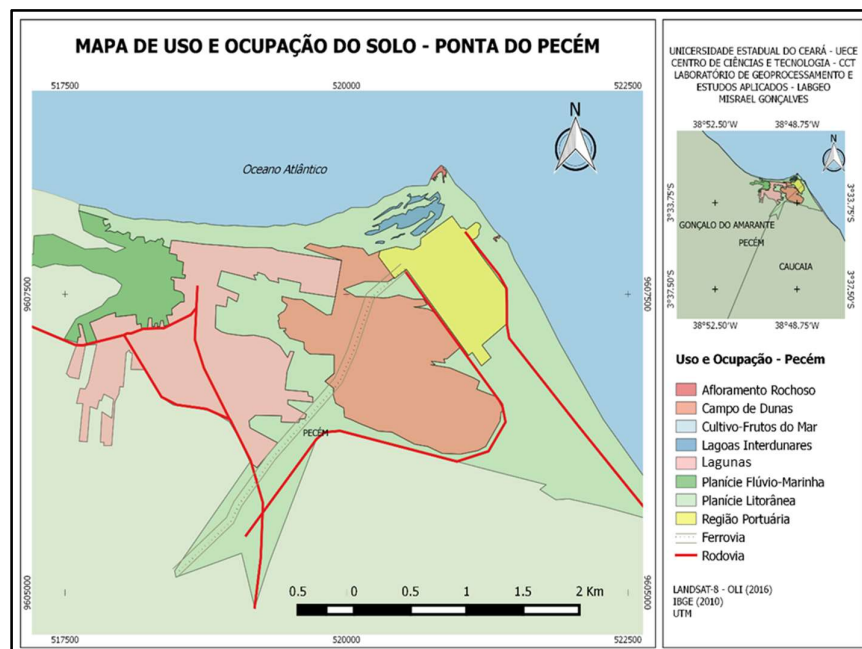 MAPA DE USO E OCUPAÇÃO DO SOLO - PONTA DO PECÉM
517500
520000
522500
Oceano Atlântico
N
9607500
9607500
PECÉM
9605000
9605000
0.5
0
0.5
1
1.5
2 Km
517500
520000
522500
UNIVERSIDADE ESTADUAL DO CEARÁ - UECE
CENTRO DE CIÊNCIAS E TECNOLOGIA - CCT
LABORATÓRIO DE GEOPROCESSAMENTO E
ESTUDOS APLICADOS - LABGEO
MISRAEL GONÇALVES
38°52.50'W
38°48.75'W
N
3°33.75'S
3°33.75'S
GONÇALO DO AMARANTE
PECÉM
CAUCAIA
3°37.50'S
3°37.50'S
38°52.50'W
38°48.75'W
Uso e Ocupação - Pecém
Afloramento Rochoso
Campo de Dunas
Cultivo-Frutos do Mar
Lagoas Interdunares
Lagunas
Planície Flúvio-Marinha
Planície Litorânea
Região Portuária
Ferrovia
Rodovia
LANDSAT-8 - OLI (2016)
IBGE (2010)
UTM